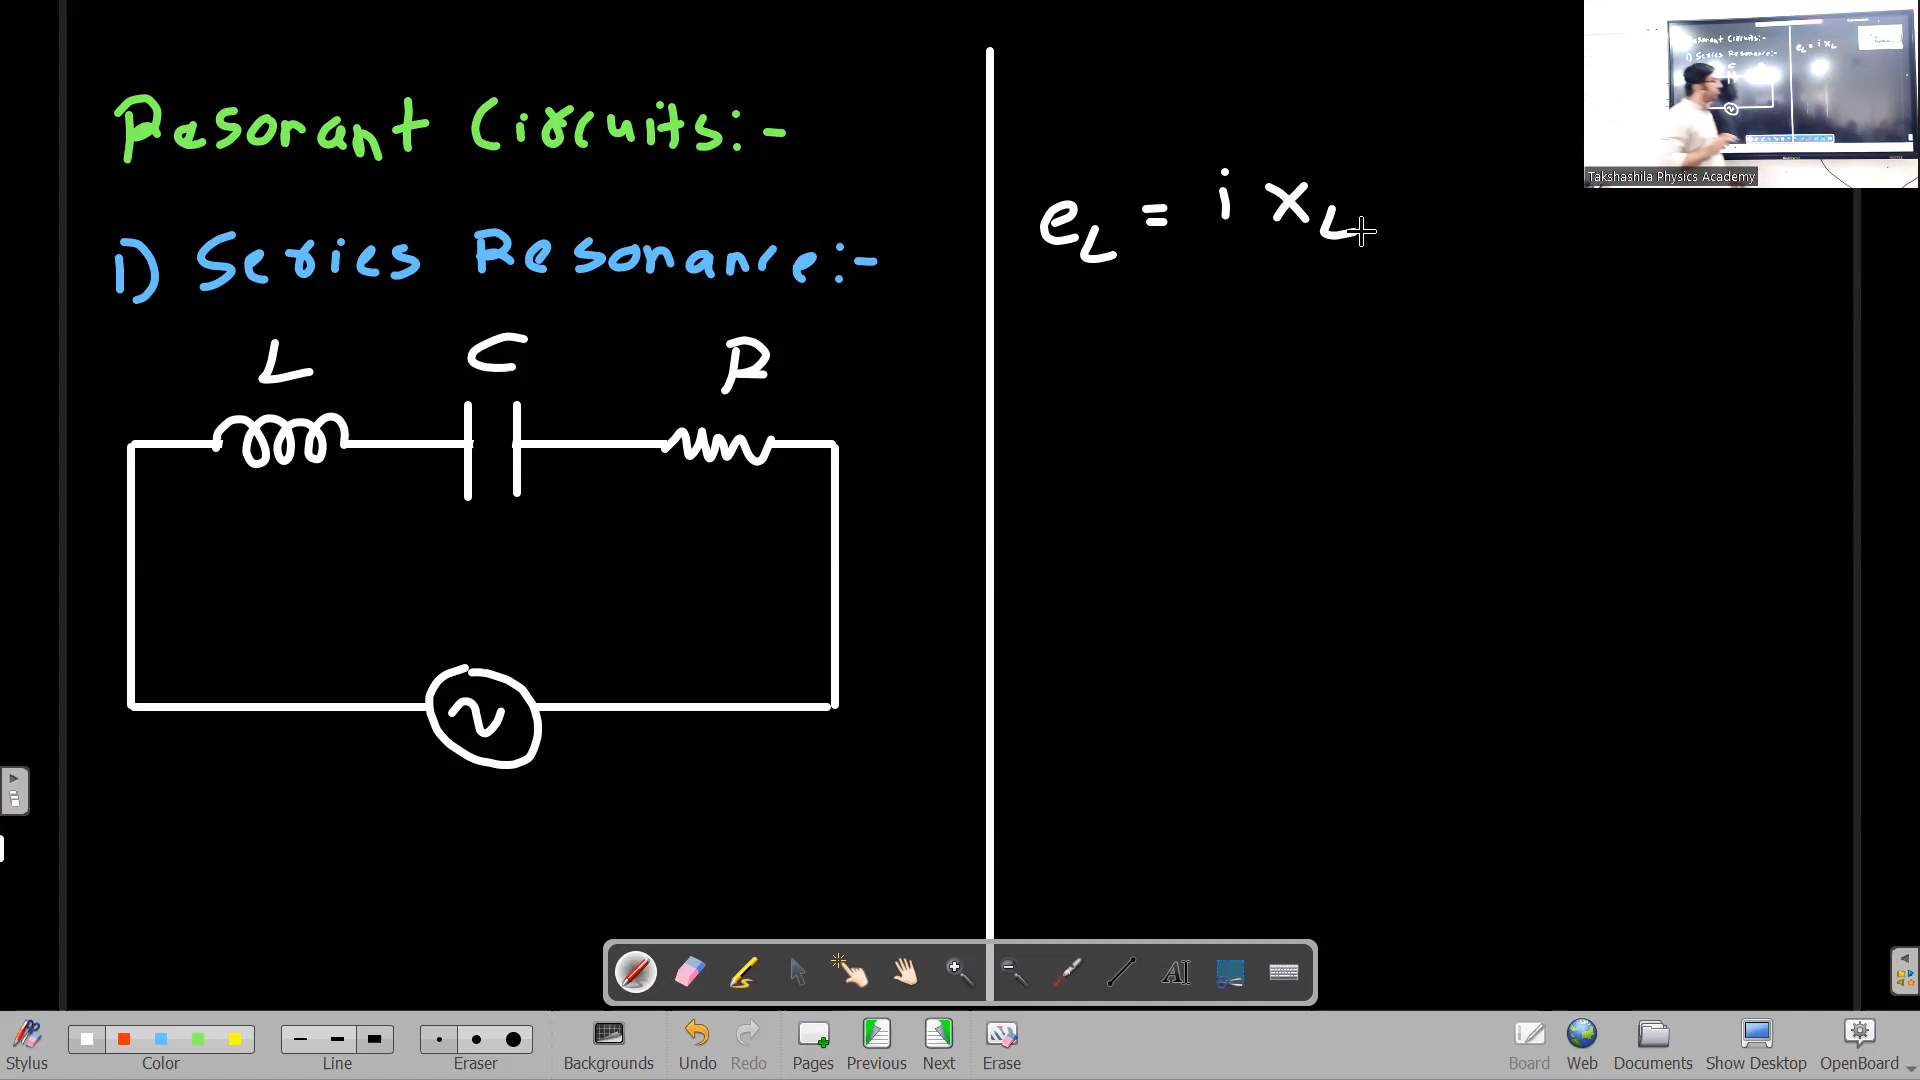 Resorant Circuits:-
1) Series Resonance:-
L C R
e_L = i x_L
Takshashila Physics Academy
Stylus
Color
Line
Eraser
Backgrounds
Undo
Redo
Pages
Previous
Next
Erase
Board
Web
Documents
Show Desktop
OpenBoard